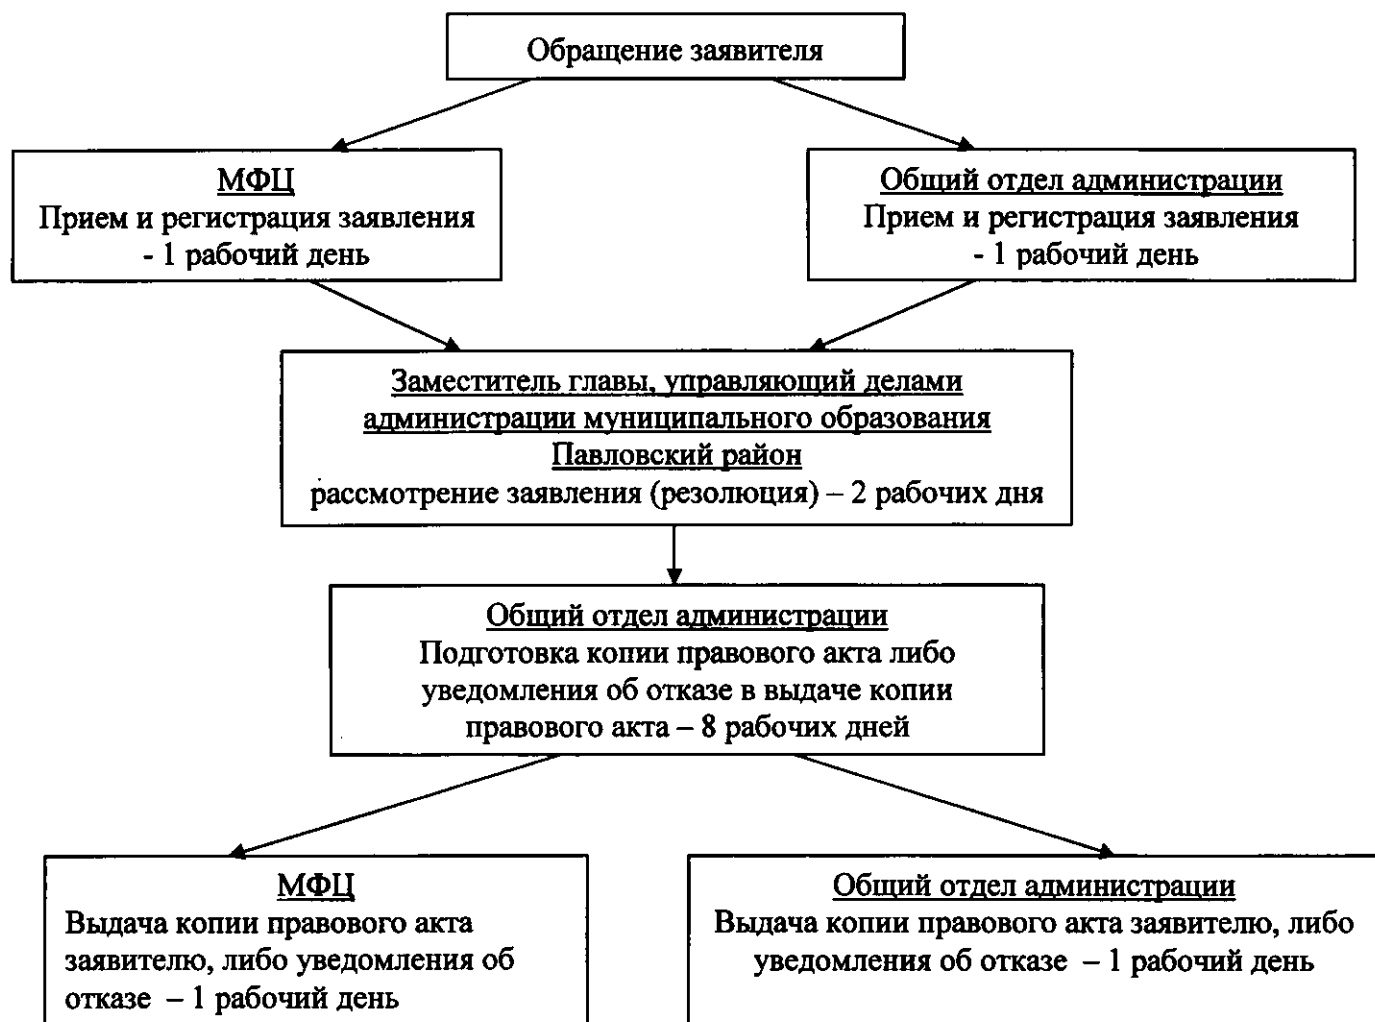 Обращение заявителя
МФЦ
Прием и регистрация заявления
- 1 рабочий день
Общий отдел администрации
Прием и регистрация заявления
- 1 рабочий день
Заместитель главы, управляющий делами
администрации муниципального образования
Павловский район
рассмотрение заявления (резолюция) – 2 рабочих дня
Общий отдел администрации
Подготовка копии правового акта либо
уведомления об отказе в выдаче копии
правового акта – 8 рабочих дней
МФЦ
Выдача копии правового акта
заявителю, либо уведомления об
отказе – 1 рабочий день
Общий отдел администрации
Выдача копии правового акта заявителю, либо
уведомления об отказе – 1 рабочий день